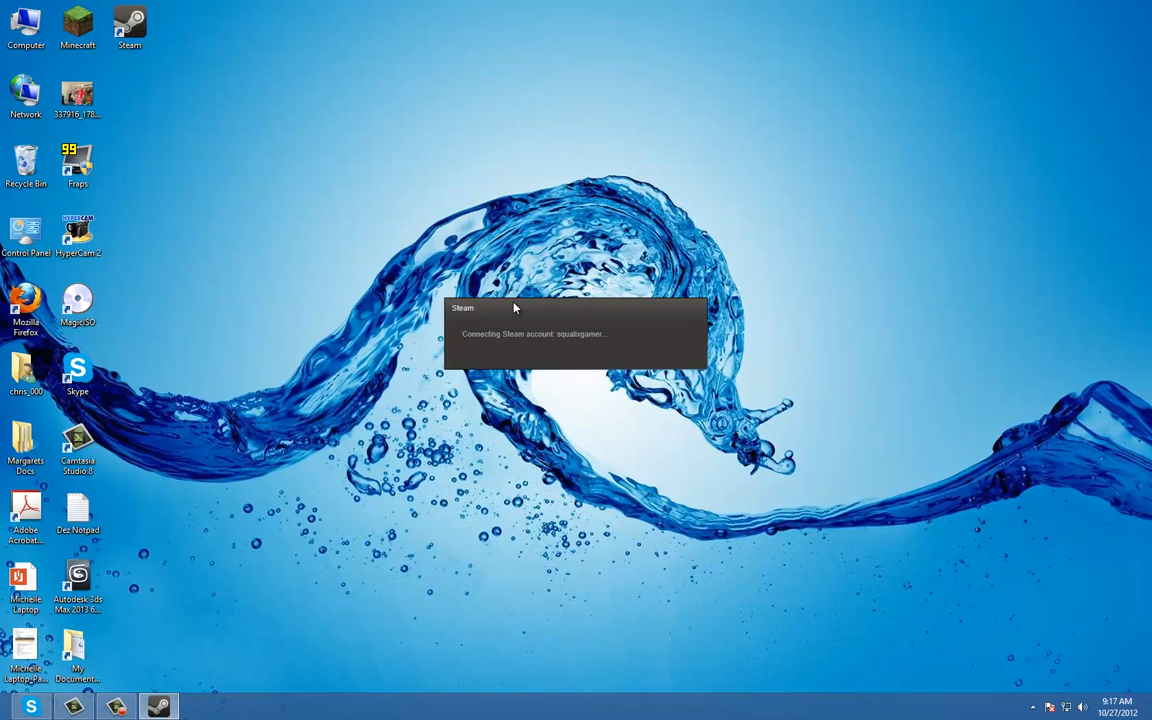 Computer
Minecraft
Steam
Network
337916_178...
Recycle Bin
99
Fraps
Control Panel
HYPERCAM
HyperCam 2
Mozilla
Firefox
MagicISO
chris_000
Skype
Margarets
Docs
Camtasia
Studio 8
Adobe
Acrobat...
Dez Notpad
Michelle
Laptop
Autodesk 3ds
Max 2013 6...
Michelle
Laptop_Pa...
My
Document...
Steam
Connecting Steam account: squallxgamer...
9:17 AM
10/27/2012